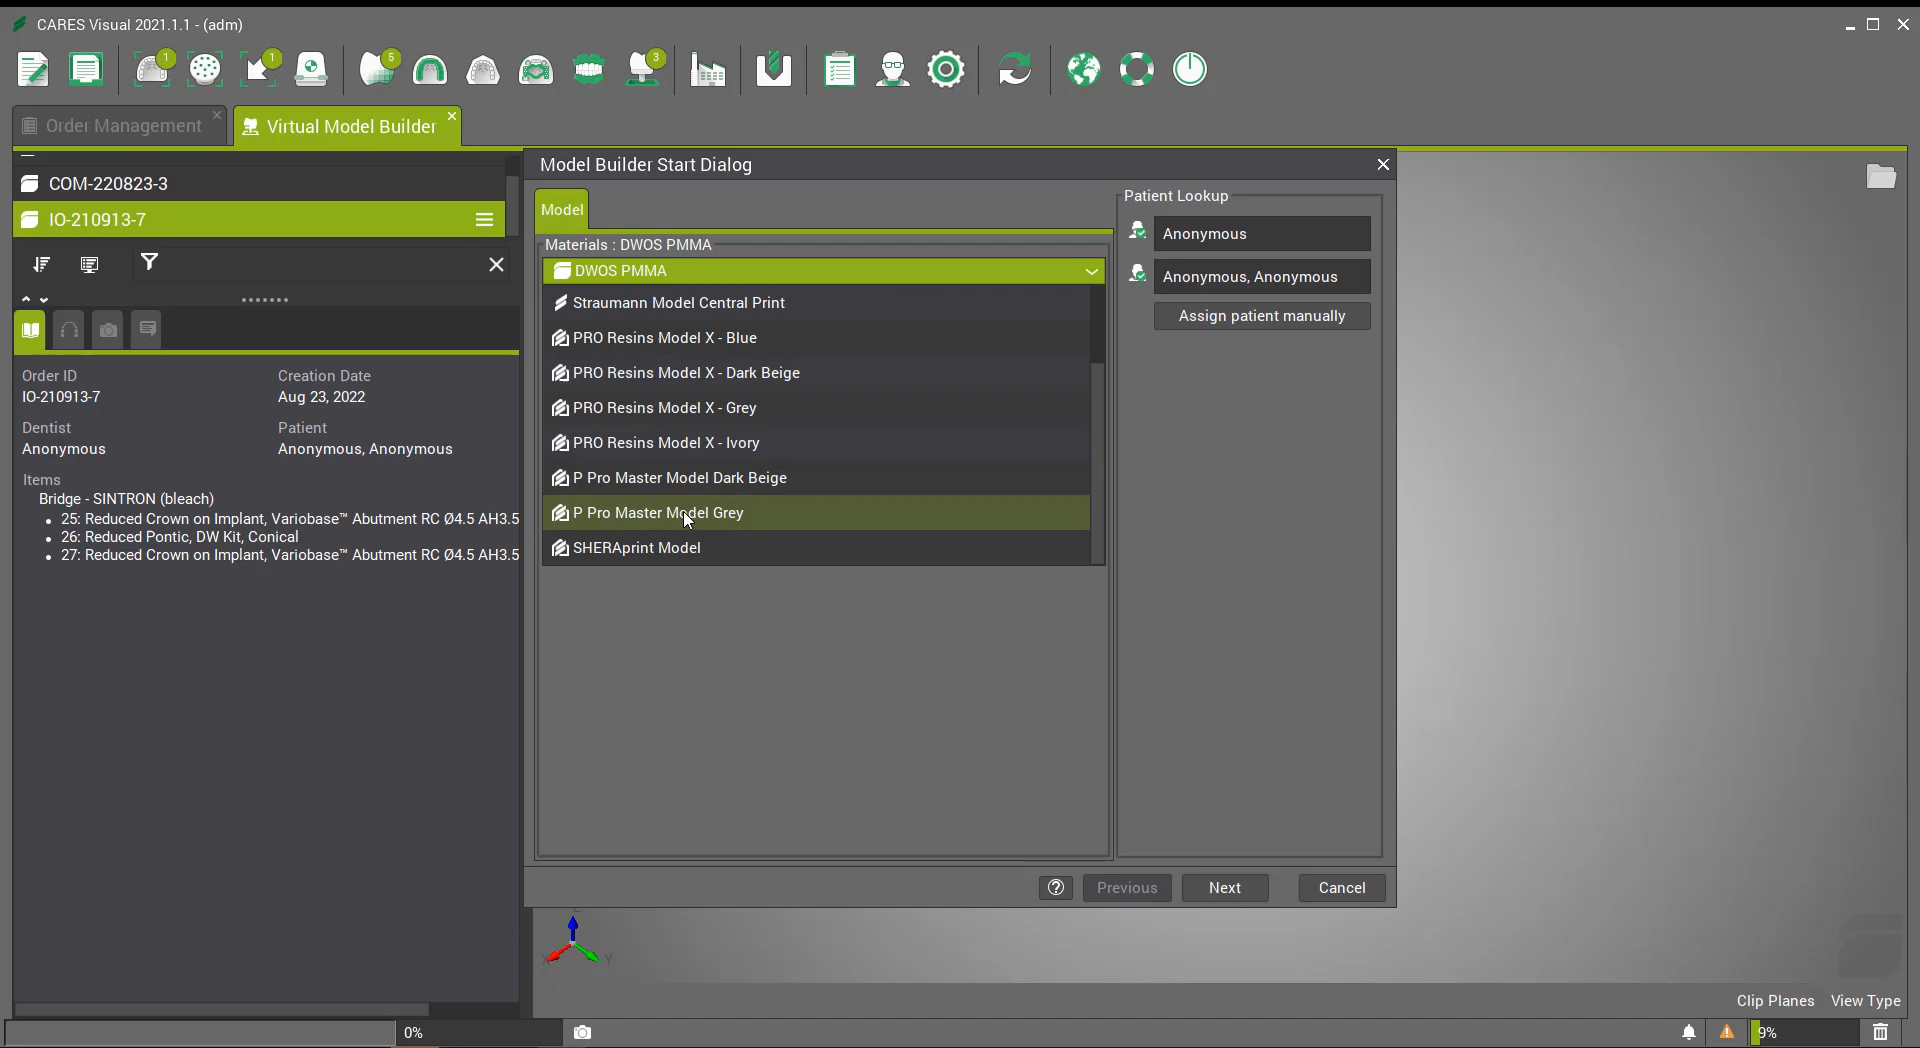 CARES Visual 2021.1.1 - (adm)
1
1
5
3
Order Management
Virtual Model Builder
COM-220823-3
IO-210913-7
Order ID
Creation Date
IO-210913-7
Aug 23, 2022
Dentist
Patient
Anonymous
Anonymous, Anonymous
Items
Bridge - SINTRON (bleach)
• 25: Reduced Crown on Implant, Variobase™ Abutment RC Ø4.5 AH3.5
• 26: Reduced Pontic, DW Kit, Conical
• 27: Reduced Crown on Implant, Variobase™ Abutment RC Ø4.5 AH3.5
Model Builder Start Dialog
Model
Materials : DWOS PMMA
DWOS PMMA
Straumann Model Central Print
PRO Resins Model X - Blue
PRO Resins Model X - Dark Beige
PRO Resins Model X - Grey
PRO Resins Model X - Ivory
P Pro Master Model Dark Beige
P Pro Master Model Grey
SHERAprint Model
Patient Lookup
Anonymous
Anonymous, Anonymous
Assign patient manually
Previous
Next
Cancel
Y
Clip Planes
View Type
0%
9%